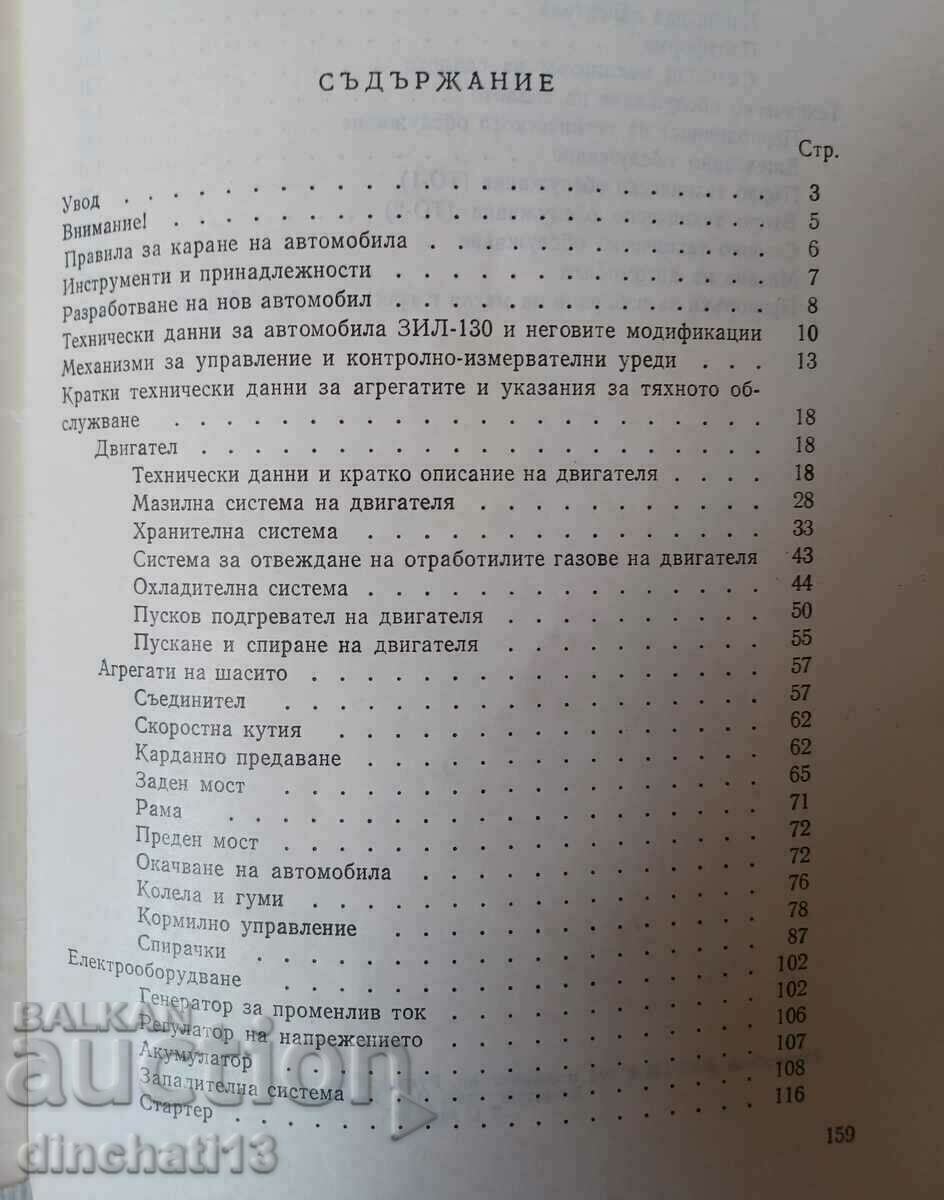 СЪДЪРЖАНИЕ
Стр.
Увод . . . . . . . . . . . . . . . . . . . . 3
Внимание! . . . . . . . . . . . . . . . . . . 5
Правила за каране на автомобила . . . . . . . . . . . 6
Инструменти и принадлежности . . . . . . . . . . . . 7
Разработване на нов автомобил . . . . . . . . . . . . 8
Технически данни за автомобила ЗИЛ-130 и неговите модификации 10
Механизми за управление и контролно-измервателни уреди . . . 13
Кратки технически данни за агрегатите и указания за тяхното об-
служване . . . . . . . . . . . . . . . . . . . 18
Двигател . . . . . . . . . . . . . . . . . . . 18
Технически данни и кратко описание на двигателя . . . . 18
Мазилна система на двигателя . . . . . . . . . . 28
Хранителна система . . . . . . . . . . . . . . 33
Система за отвеждане на отработилите газове на двигателя 43
Охладителна система . . . . . . . . . . . . . . 44
Пусков подгревател на двигателя . . . . . . . . . 50
Пускане и спиране на двигателя . . . . . . . . . 55
Агрегати на шасито . . . . . . . . . . . . . . . 57
Съединител . . . . . . . . . . . . . . . . 57
Скоростна кутия . . . . . . . . . . . . . . . 62
Карданно предаване . . . . . . . . . . . . . . 62
Заден мост . . . . . . . . . . . . . . . . . 65
Рама . . . . . . . . . . . . . . . . . . . 71
Преден мост . . . . . . . . . . . . . . . . . 72
Окачване на автомобила . . . . . . . . . . . . 72
Колела и гуми . . . . . . . . . . . . . . . . 76
Кормилно управление . . . . . . . . . . . . . 78
Спирачки . . . . . . . . . . . . . . . . . . 87
Електрооборудване . . . . . . . . . . . . . . . . 102
Генератор за променлив ток . . . . . . . . . . . . 102
Регулатор на напрежението . . . . . . . . . . . . 106
Акумулатор . . . . . . . . . . . . . . . . . 107
Запалителна система . . . . . . . . . . . . . . 108
Стартер . . . . . . . . . . . . . . . . . . . 116
159
BALKAN
auction
dinchati13